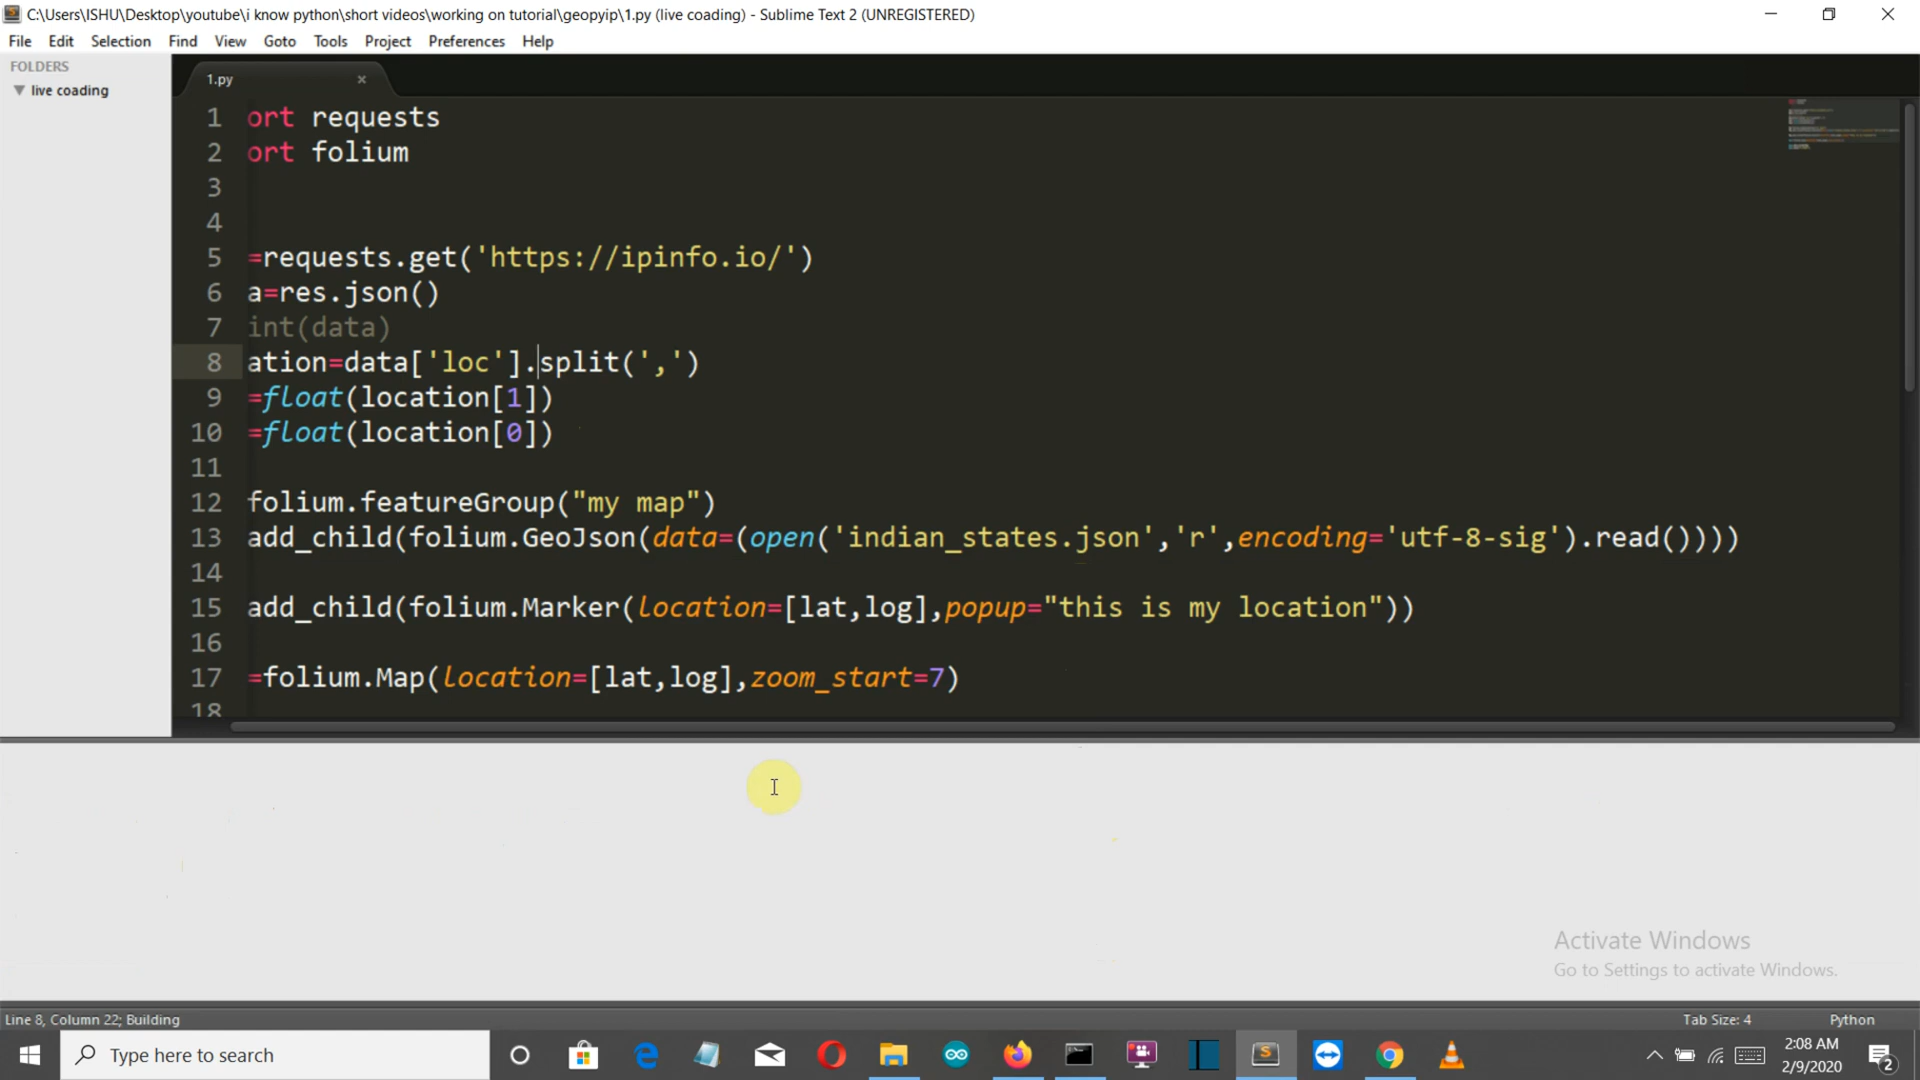 C:\Users\ISHU\Desktop\youtube\i know python\short videos\working on tutorial\geopyip\1.py (live coading) - Sublime Text 2 (UNREGISTERED)
File Edit Selection Find View Goto Tools Project Preferences Help
FOLDERS
live coading
1.py
1 ort requests
2 ort folium
3
4
5 =requests.get('https://ipinfo.io/')
6 a=res.json()
7 int(data)
8 ation=data['loc'].split(',')
9 =float(location[1])
10 =float(location[0])
11
12 folium.featureGroup("my map")
13 add_child(folium.GeoJson(data=(open('indian_states.json','r',encoding='utf-8-sig').read())))
14
15 add_child(folium.Marker(location=[lat,log],popup="this is my location"))
16
17 =folium.Map(location=[lat,log],zoom_start=7)
18
Activate Windows
Go to Settings to activate Windows.
Line 8, Column 22; Building
Tab Size: 4 Python
Type here to search
2:08 AM
2/9/2020
2